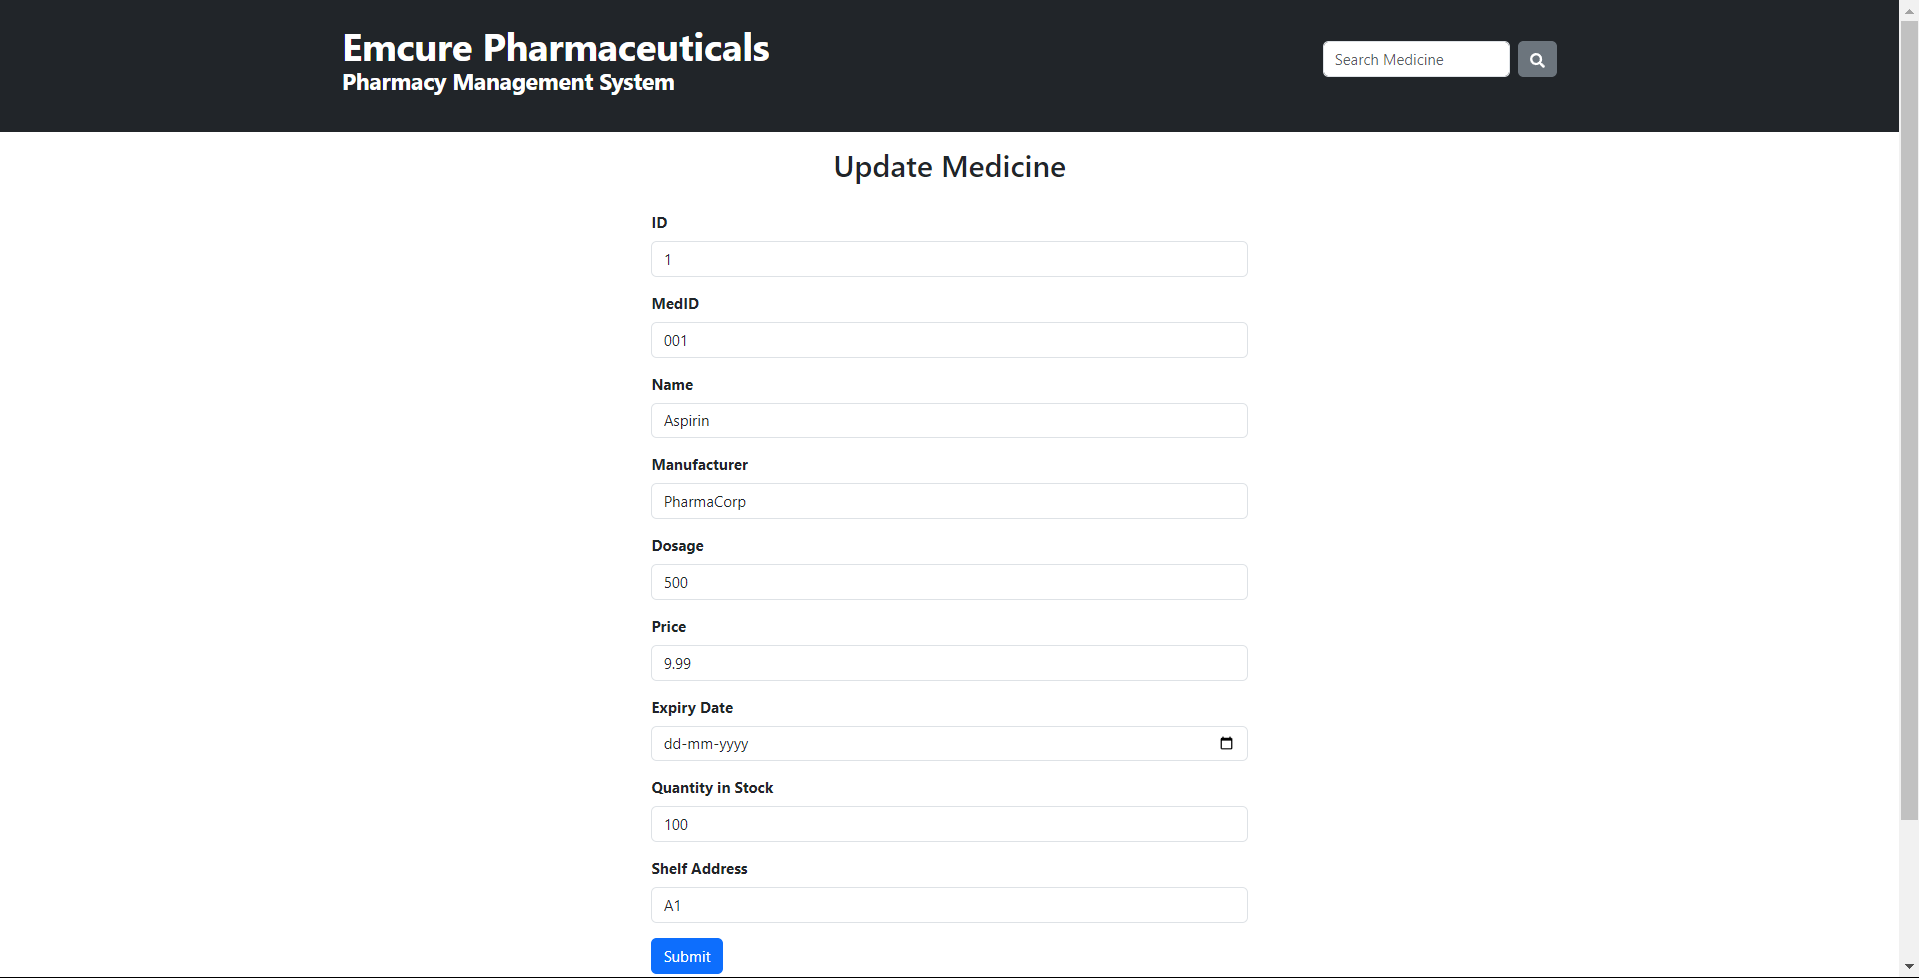 Emcure Pharmaceuticals
Pharmacy Management System
Search Medicine
Update Medicine
ID
1
MedID
001
Name
Aspirin
Manufacturer
PharmaCorp
Dosage
500
Price
9.99
Expiry Date
dd-mm-yyyy
Quantity in Stock
100
Shelf Address
A1
Submit